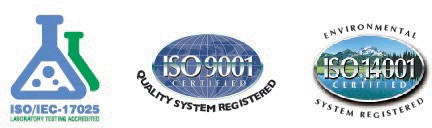 ISO/IEC-17025
LABORATORY TESTING ACCREDITED
ISO 9001
CERTIFIED
QUALITY SYSTEM REGISTERED
ENVIRONMENTAL
ISO 14001
CERTIFIED
SYSTEM REGISTERED